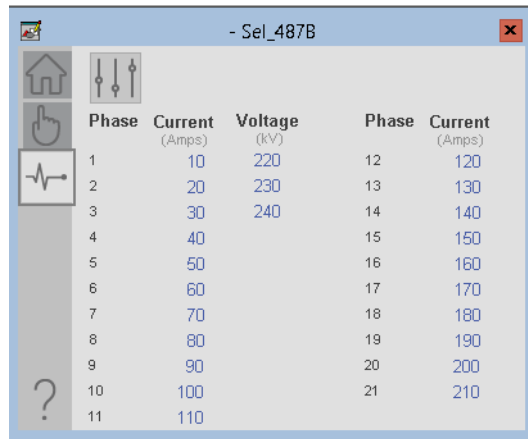 - Sel_487B
Phase Current Voltage Phase Current
(Amps) (kV) (Amps)
1 10 220 12 120
2 20 230 13 130
3 30 240 14 140
4 40 15 150
5 50 16 160
6 60 17 170
7 70 18 180
8 80 19 190
9 90 20 200
10 100 21 210
11 110
?